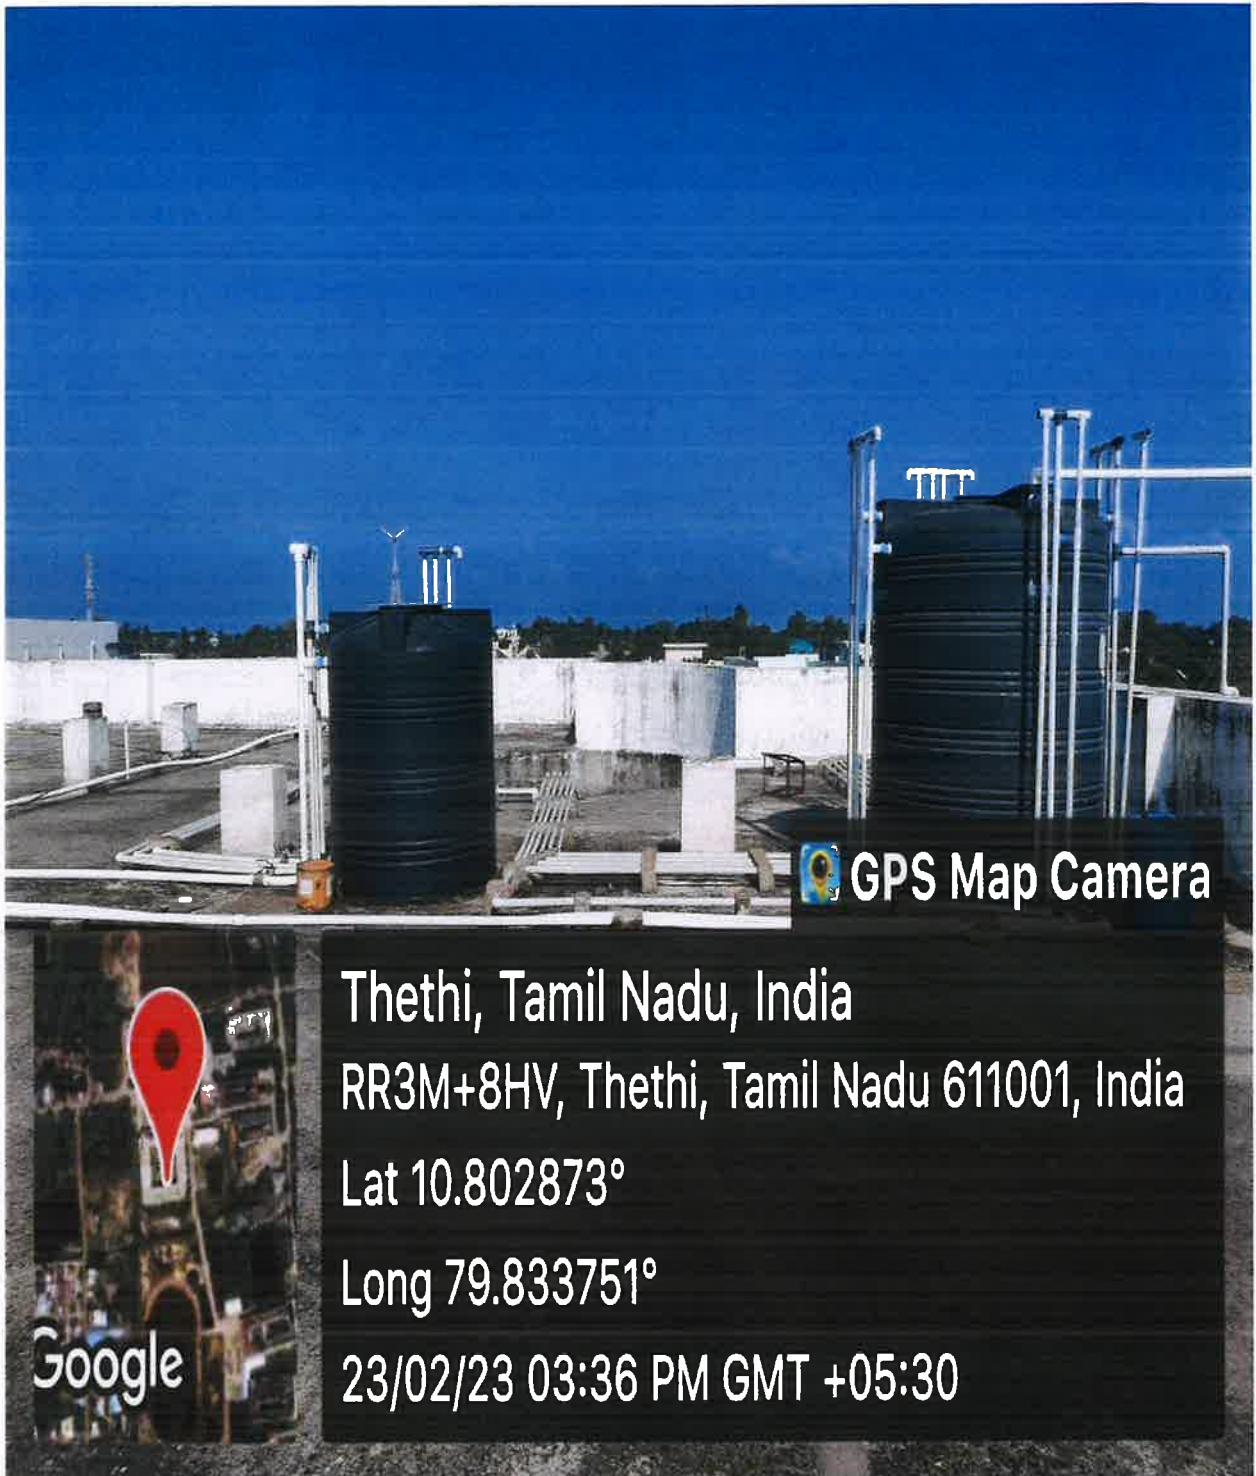 GPS Map Camera
Thethi, Tamil Nadu, India
RR3M+8HV, Thethi, Tamil Nadu 611001, India
Lat 10.802873°
Long 79.833751°
23/02/23 03:36 PM GMT +05:30
Google